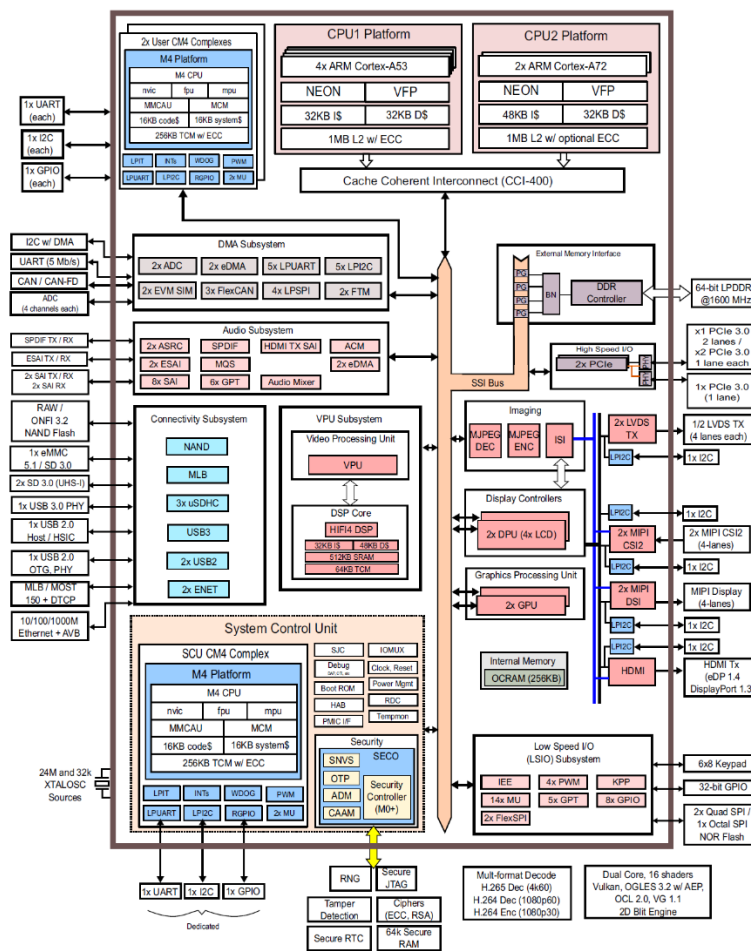 2x User CM4 Complexes
M4 Platform
M4 CPU
nvic
fpu
mpu
MMCAU
MCM
16KB code$
16KB system$
256KB TCM w/ ECC
LPIT
INTs
WDOG
PWM
LPUART
LPI2C
RGPIO
2x MU
1x UART
(each)
1x I2C
(each)
1x GPIO
(each)
CPU1 Platform
4x ARM Cortex-A53
NEON
VFP
32KB I$
32KB D$
1MB L2 w/ ECC
CPU2 Platform
2x ARM Cortex-A72
NEON
VFP
48KB I$
32KB D$
1MB L2 w/ optional ECC
Cache Coherent Interconnect (CCI-400)
I2C w/ DMA
UART (5 Mb/s)
CAN / CAN-FD
ADC
(4 channels each)
DMA Subsystem
2x ADC
2x eDMA
5x LPUART
5x LPI2C
2x EVM SIM
3x FlexCAN
4x LPSPI
2x FTM
External Memory Interface
PG
PG
PG
PG
BN
DDR
Controller
64-bit LPDDR
@1600 MHz
SPDIF TX / RX
ESAI TX / RX
2x SAI TX / RX
2x SAI RX
Audio Subsystem
2x ASRC
SPDIF
HDMI TX SAI
ACM
2x ESAI
MQS
2x eDMA
8x SAI
6x GPT
Audio Mixer
SSI Bus
High Speed I/O
2x PCIe
PHY
PHY
x1 PCIe 3.0
2 lanes /
x2 PCIe 3.0
1 lane each
1x PCIe 3.0
(1 lane)
RAW /
ONFI 3.2
NAND Flash
1x eMMC
5.1 / SD 3.0
2x SD 3.0 (UHS-I)
1x USB 3.0 PHY
1x USB 2.0
Host / HSIC
1x USB 2.0
OTG, PHY
MLB / MOST
150 + DTCP
10/100/1000M
Ethernet + AVB
Connectivity Subsystem
NAND
MLB
3x uSDHC
USB3
2x USB2
2x ENET
VPU Subsystem
Video Processing Unit
VPU
DSP Core
HIFI4 DSP
32KB I$
48KB D$
512KB SRAM
64KB TCM
Imaging
MJPEG
DEC
MJPEG
ENC
ISI
Display Controllers
2x DPU (4x LCD)
Graphics Processing Unit
2x GPU
Internal Memory
OCRAM (256KB)
2x LVDS
TX
LPI2C
LPI2C
2x MIPI
CSI2
LPI2C
2x MIPI
DSI
LPI2C
LPI2C
HDMI
1/2 LVDS TX
(4 lanes each)
1x I2C
1x I2C
2x MIPI CSI2
(4-lanes)
1x I2C
MIPI Display
(4-lanes)
1x I2C
1x I2C
HDMI Tx
(eDP 1.4
DisplayPort 1.3)
System Control Unit
SCU CM4 Complex
M4 Platform
M4 CPU
nvic
fpu
mpu
MMCAU
MCM
16KB code$
16KB system$
256KB TCM w/ ECC
LPIT
INTs
WDOG
PWM
LPUART
LPI2C
RGPIO
2x MU
SJC
IOMUX
Debug
Clock, Reset
Boot ROM
Power Mgmt
HAB
RDC
PMIC I/F
Tempmon
Security
SECO
SNVS
OTP
ADM
CAAM
Security
Controller
(M0+)
24M and 32k
XTALOSC
Sources
1x UART
1x I2C
1x GPIO
Dedicated
Low Speed I/O
(LSIO) Subsystem
IEE
4x PWM
KPP
14x MU
5x GPT
8x GPIO
2x FlexSPI
6x8 Keypad
32-bit GPIO
2x Quad SPI /
1x Octal SPI
NOR Flash
RNG
Secure
JTAG
Tamper
Detection
Ciphers
(ECC, RSA)
Secure RTC
64k Secure
RAM
Mult-format Decode
H.265 Dec (4k60)
H.264 Dec (1080p60)
H.264 Enc (1080p30)
Dual Core, 16 shaders
Vulkan, OGLES 3.2 w/ AEP,
OCL 2.0, VG 1.1
2D Blit Engine